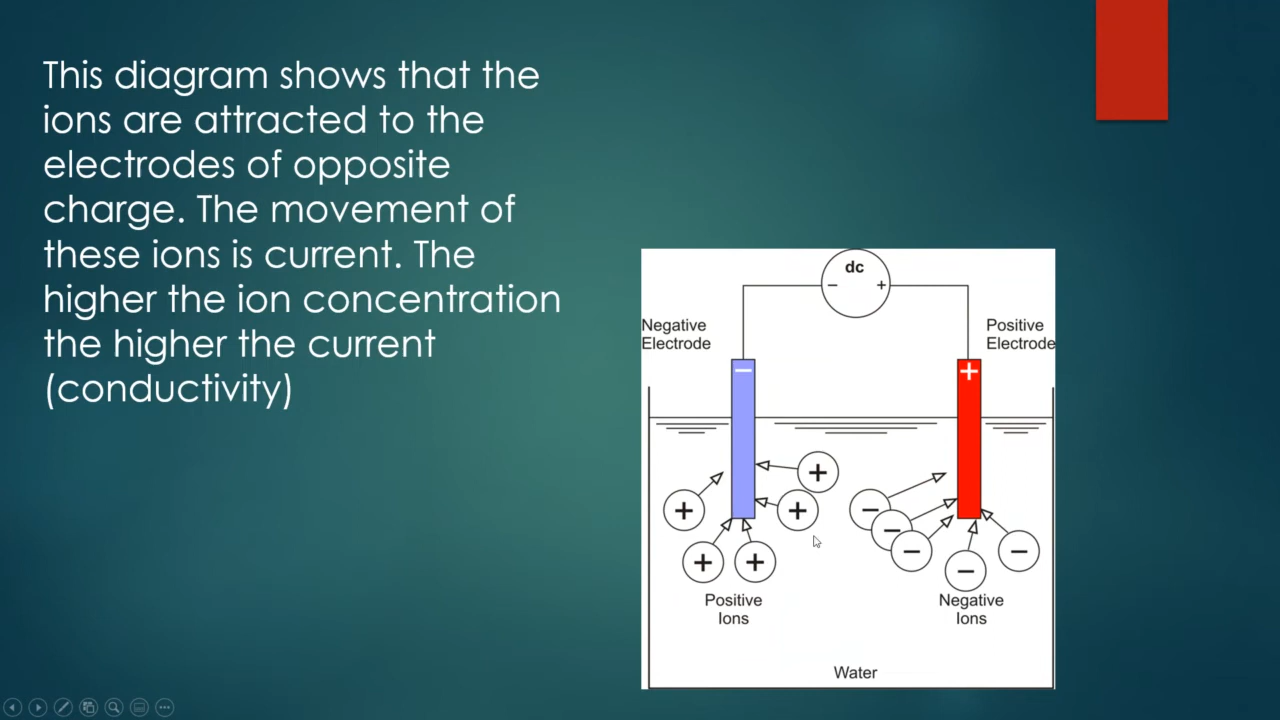 This diagram shows that the
ions are attracted to the
electrodes of opposite
charge. The movement of
these ions is current. The
higher the ion concentration
the higher the current
(conductivity)
dc
− +
Negative
Electrode
Positive
Electrode
−
+
+
+
+
+
+
−
−
−
−
−
Positive
Ions
Negative
Ions
Water